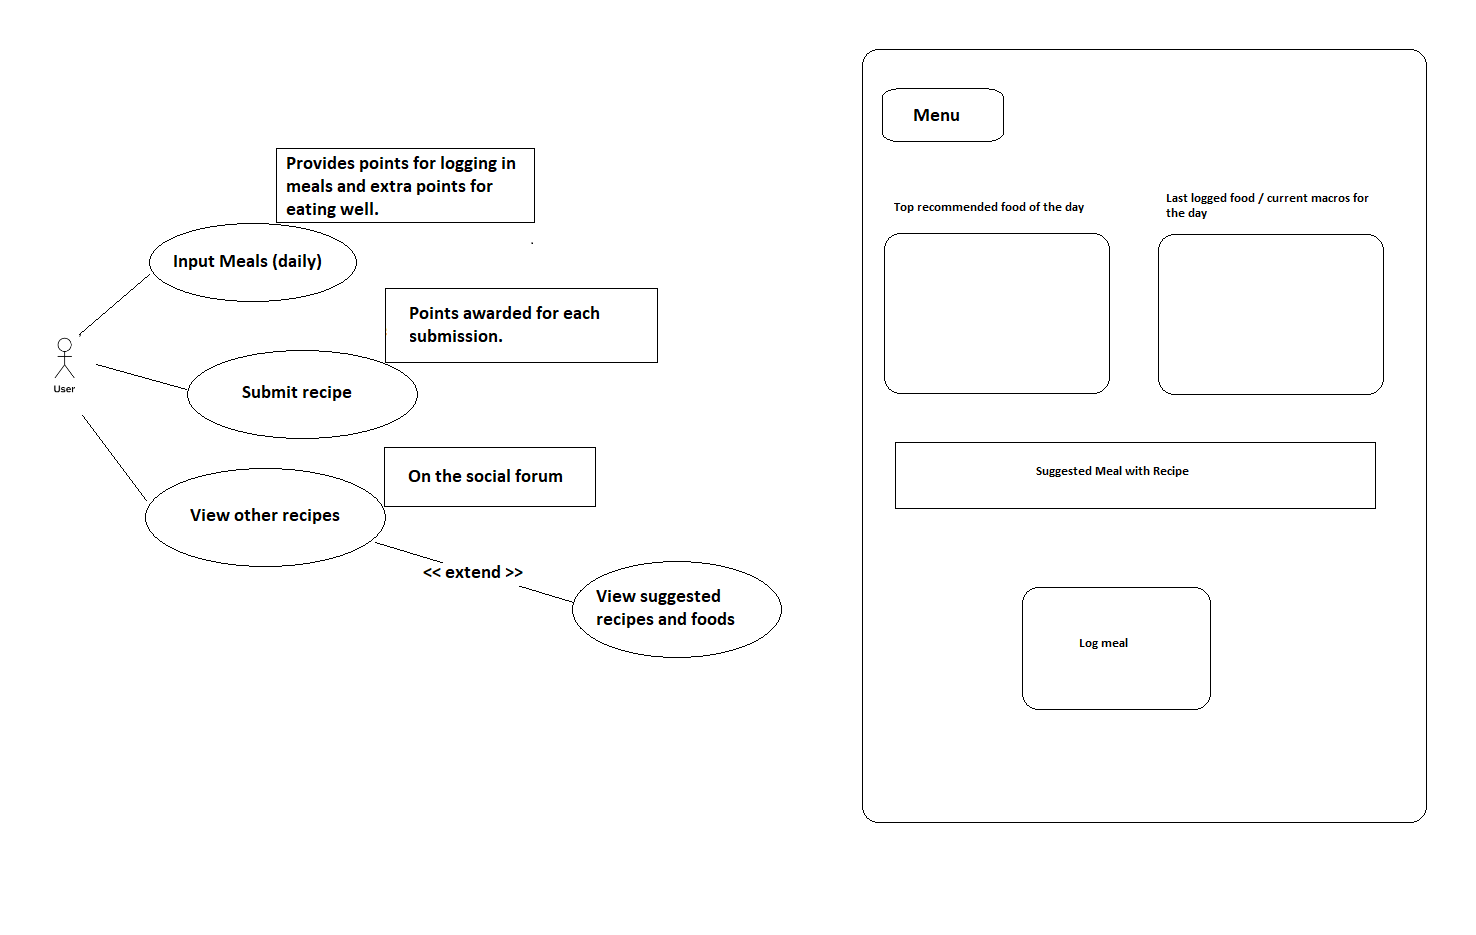 Provides points for logging in
meals and extra points for
eating well.
Input Meals (daily)
Points awarded for each
submission.
User
Submit recipe
On the social forum
View other recipes
<< extend >>
View suggested
recipes and foods
Menu
Top recommended food of the day
Last logged food / current macros for
the day
Suggested Meal with Recipe
Log meal